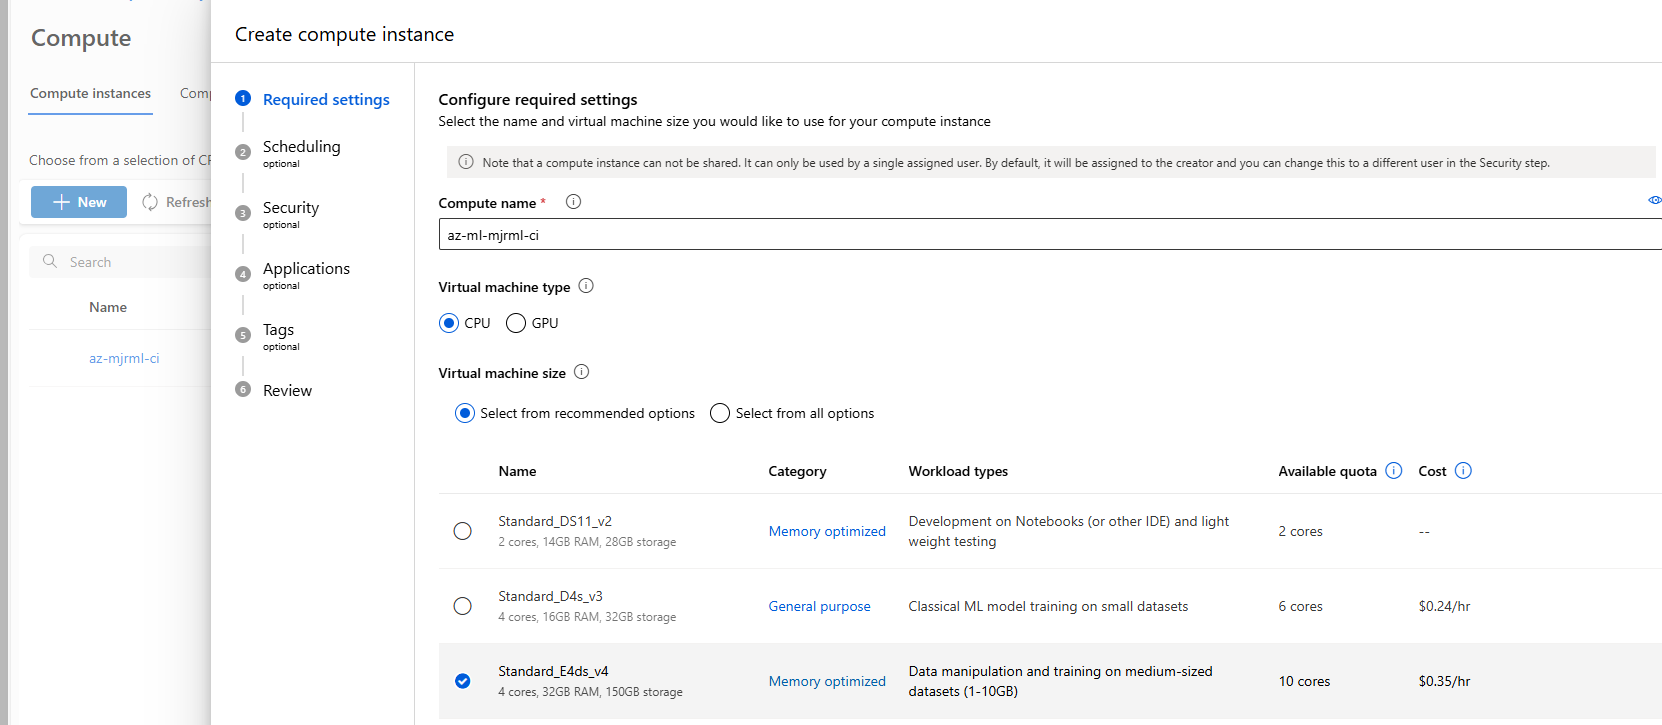 Compute
Compute instances
Choose from a selection of
New
Refresh
Search
Name
az-mjrml-ci
Create compute instance
1 Required settings
2 Scheduling
optional
3 Security
optional
4 Applications
optional
5 Tags
optional
6 Review
Configure required settings
Select the name and virtual machine size you would like to use for your compute instance
Note that a compute instance can not be shared. It can only be used by a single assigned user. By default, it will be assigned to the creator and you can change this to a different user in the Security step.
Compute name *
az-ml-mjrml-ci
Virtual machine type
CPU GPU
Virtual machine size
Select from recommended options Select from all options
Name Category Workload types Available quota Cost
Standard_DS11_v2
2 cores, 14GB RAM, 28GB storage
Memory optimized
Development on Notebooks (or other IDE) and light
weight testing
2 cores
--
Standard_D4s_v3
4 cores, 16GB RAM, 32GB storage
General purpose
Classical ML model training on small datasets
6 cores
$0.24/hr
Standard_E4ds_v4
4 cores, 32GB RAM, 150GB storage
Memory optimized
Data manipulation and training on medium-sized
datasets (1-10GB)
10 cores
$0.35/hr